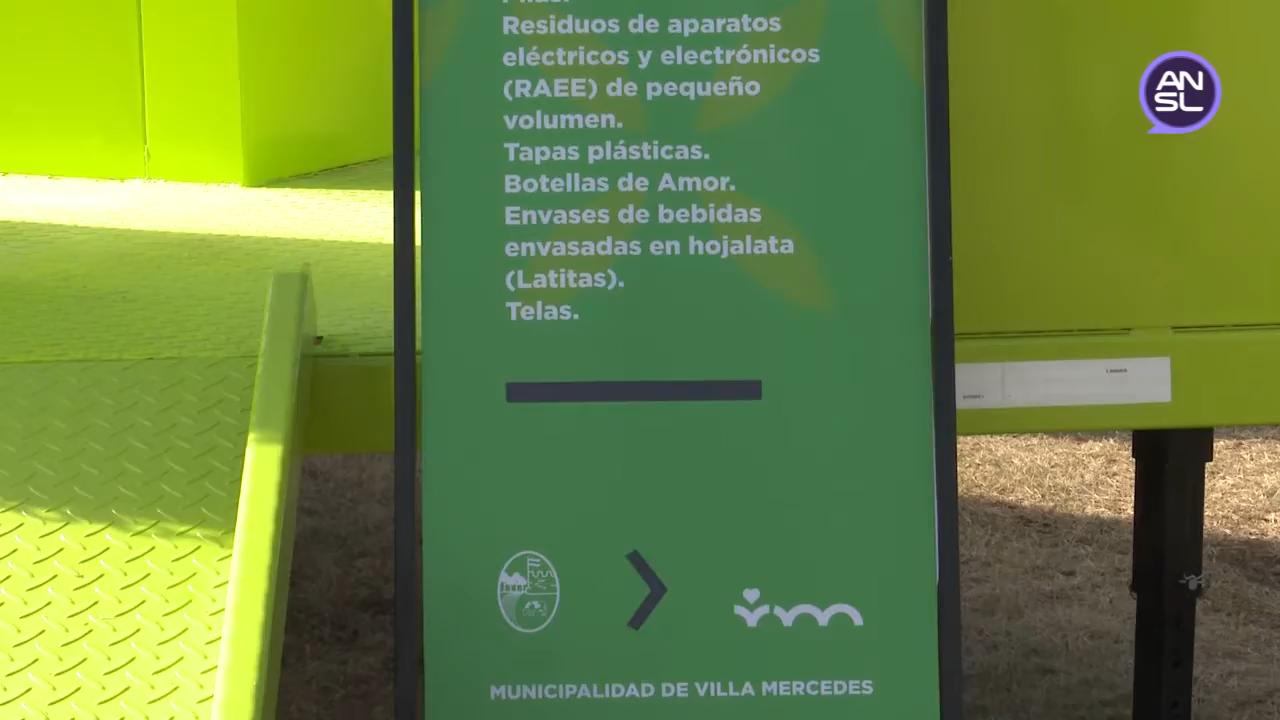 Residuos de aparatos
eléctricos y electrónicos
(RAEE) de pequeño
volumen.
Tapas plásticas.
Botellas de Amor.
Envases de bebidas
envasadas en hojalata
(Latitas).
Telas.
MUNICIPALIDAD DE VILLA MERCEDES
AN
SL